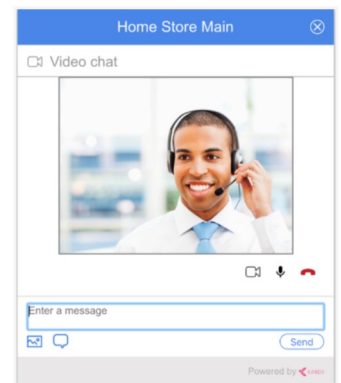 Home Store Main
Video chat
Enter a message
Send
Powered by